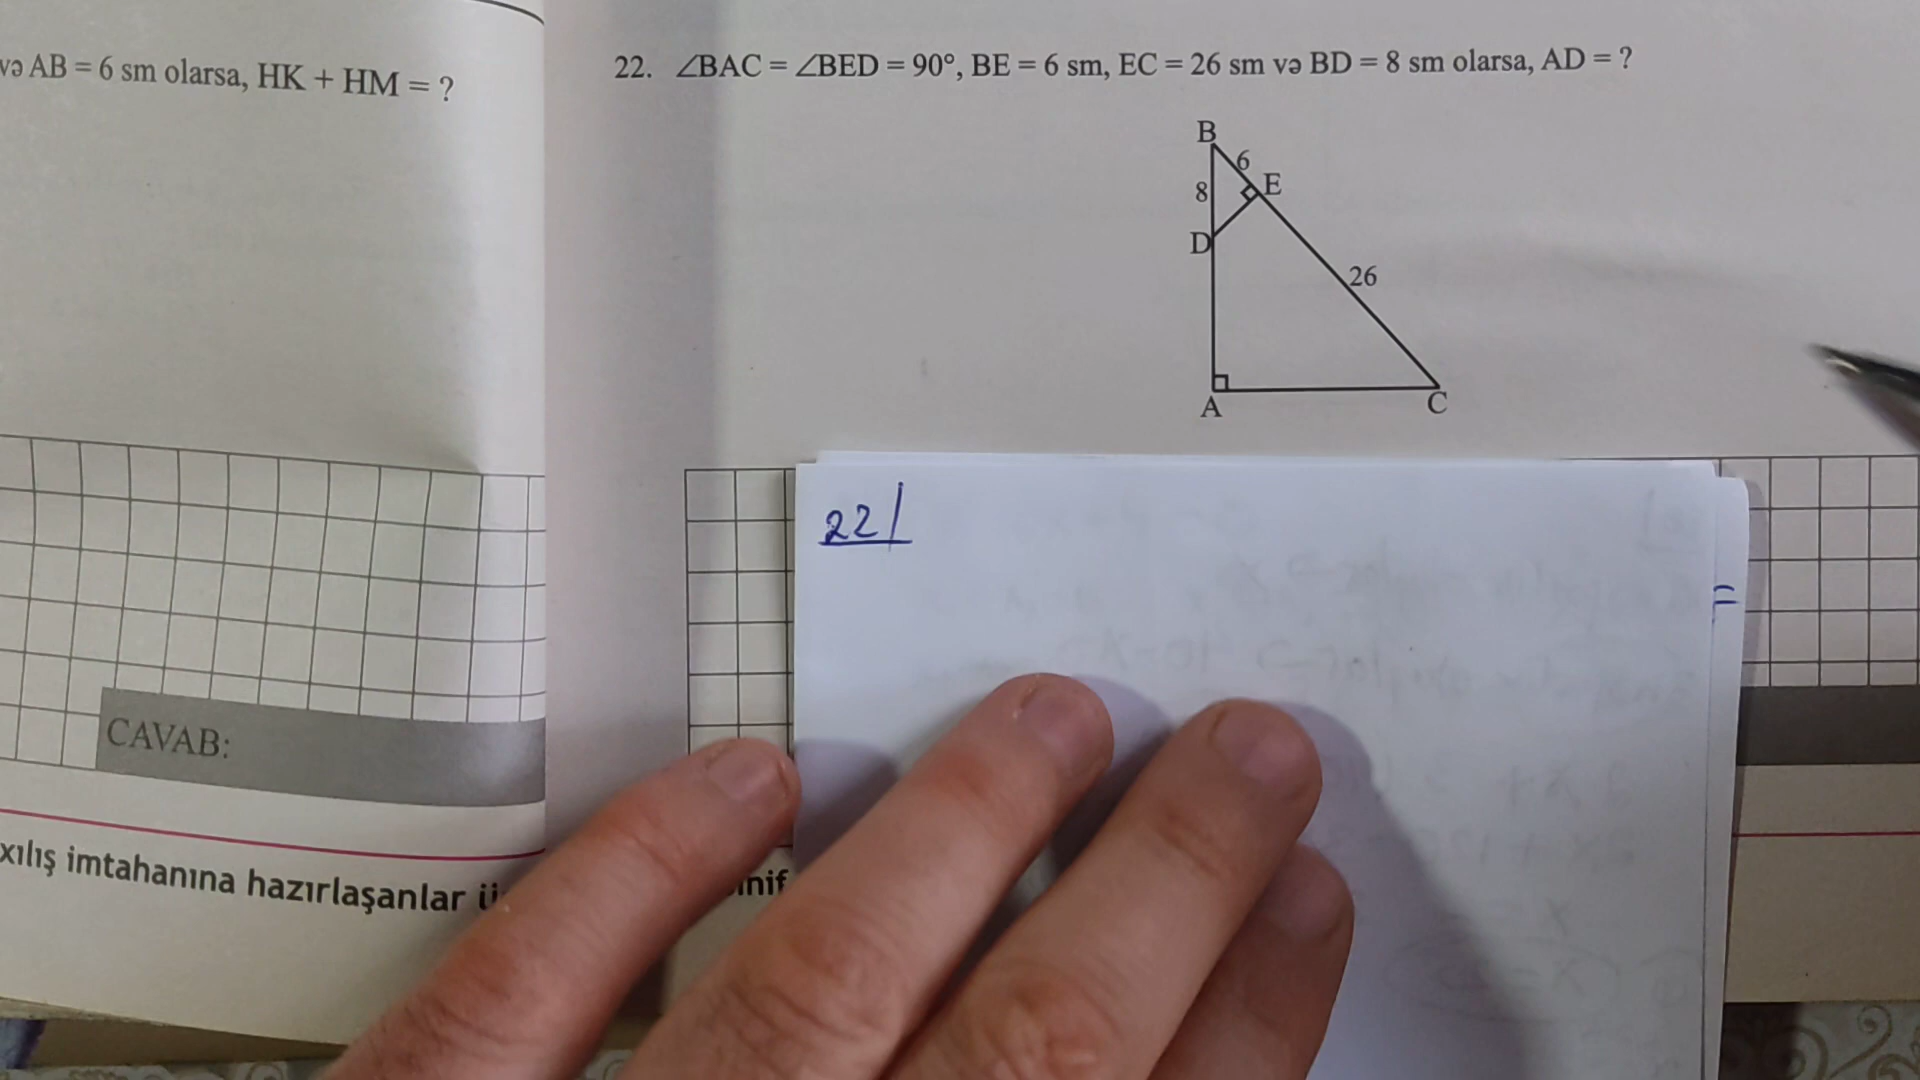 və AB = 6 sm olarsa, HK + HM = ?
CAVAB:
xılış imtahanına hazırlaşanlar ü
22. ∠BAC = ∠BED = 90°, BE = 6 sm, EC = 26 sm və BD = 8 sm olarsa, AD = ?
B
6
8
E
D
26
A
C
22/
=
inif